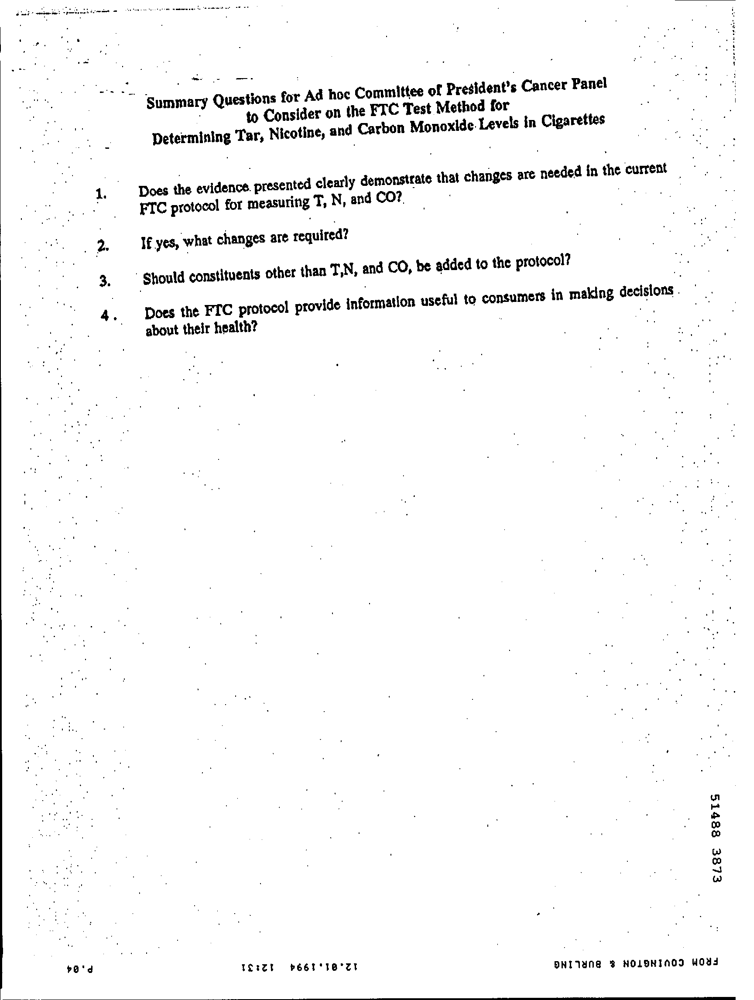 Summary Questions for Ad hoc Committee of President's Cancer Panel
to Consider on the FTC Test Method for
Determining Tar, Nicotine, and Carbon Monoxide Levels in Cigarettes
1. Does the evidence presented clearly demonstrate that changes are needed in the current
FTC protocol for measuring T, N, and CO?
2. If yes, what changes are required?
3. Should constituents other than T,N, and CO, be added to the protocol?
4. Does the FTC protocol provide information useful to consumers in making decisions
about their health?
51488 3873
FROM COVINGTON & BURLING 12.01.1994 12:31 P.04